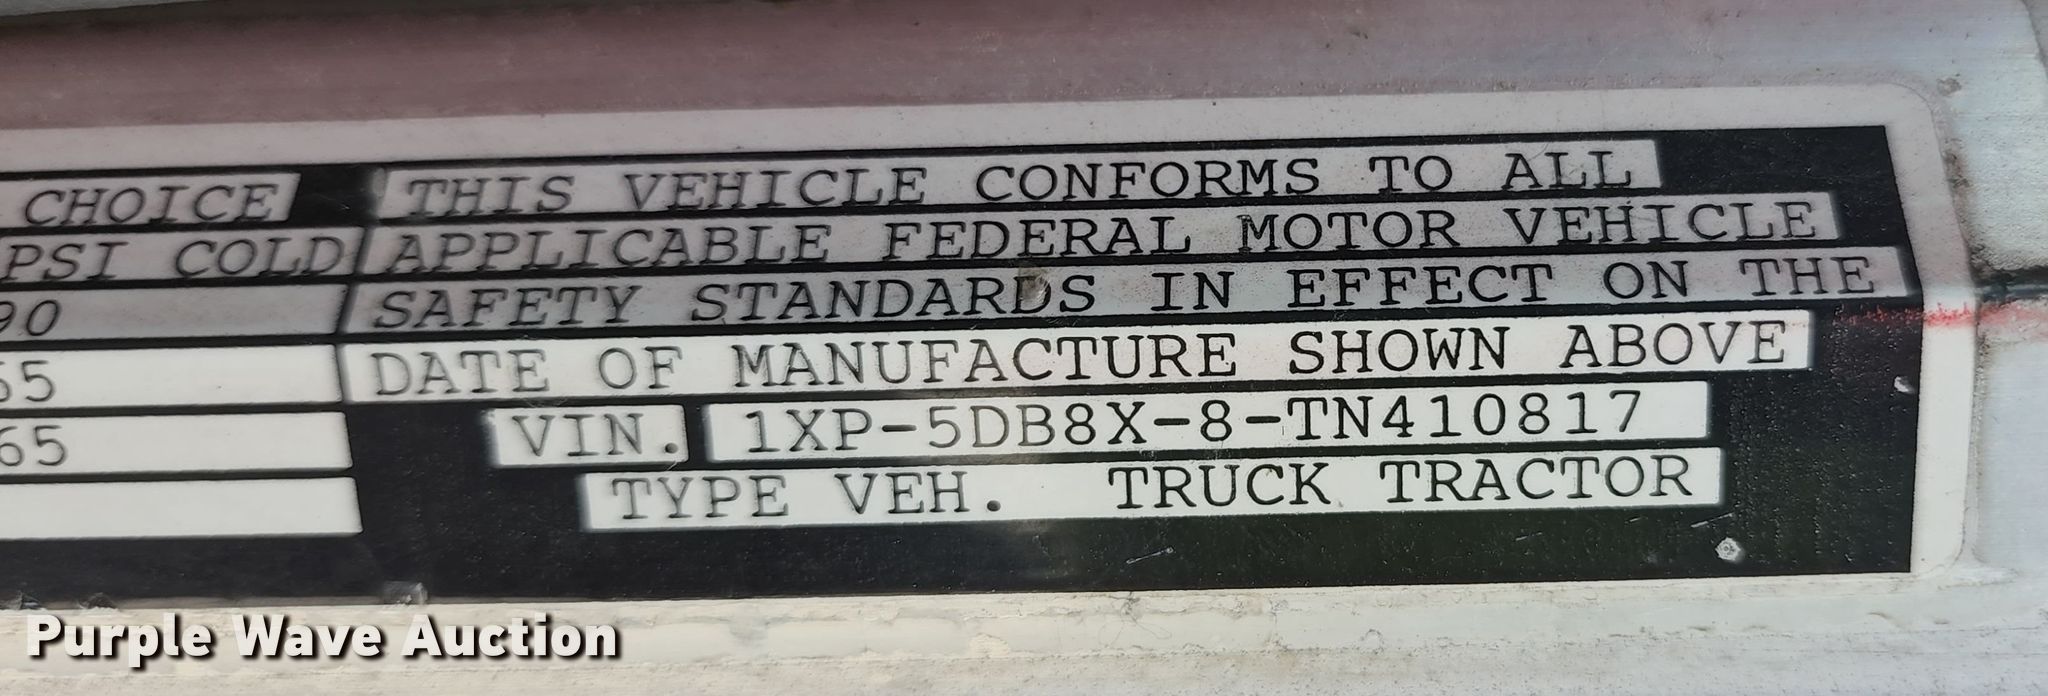 CHOICE THIS VEHICLE CONFORMS TO ALL
PSI COLD APPLICABLE FEDERAL MOTOR VEHICLE
90 SAFETY STANDARDS IN EFFECT ON THE
65 DATE OF MANUFACTURE SHOWN ABOVE
65 VIN. 1XP-5DB8X-8-TN410817
TYPE VEH. TRUCK TRACTOR
Purple Wave Auction